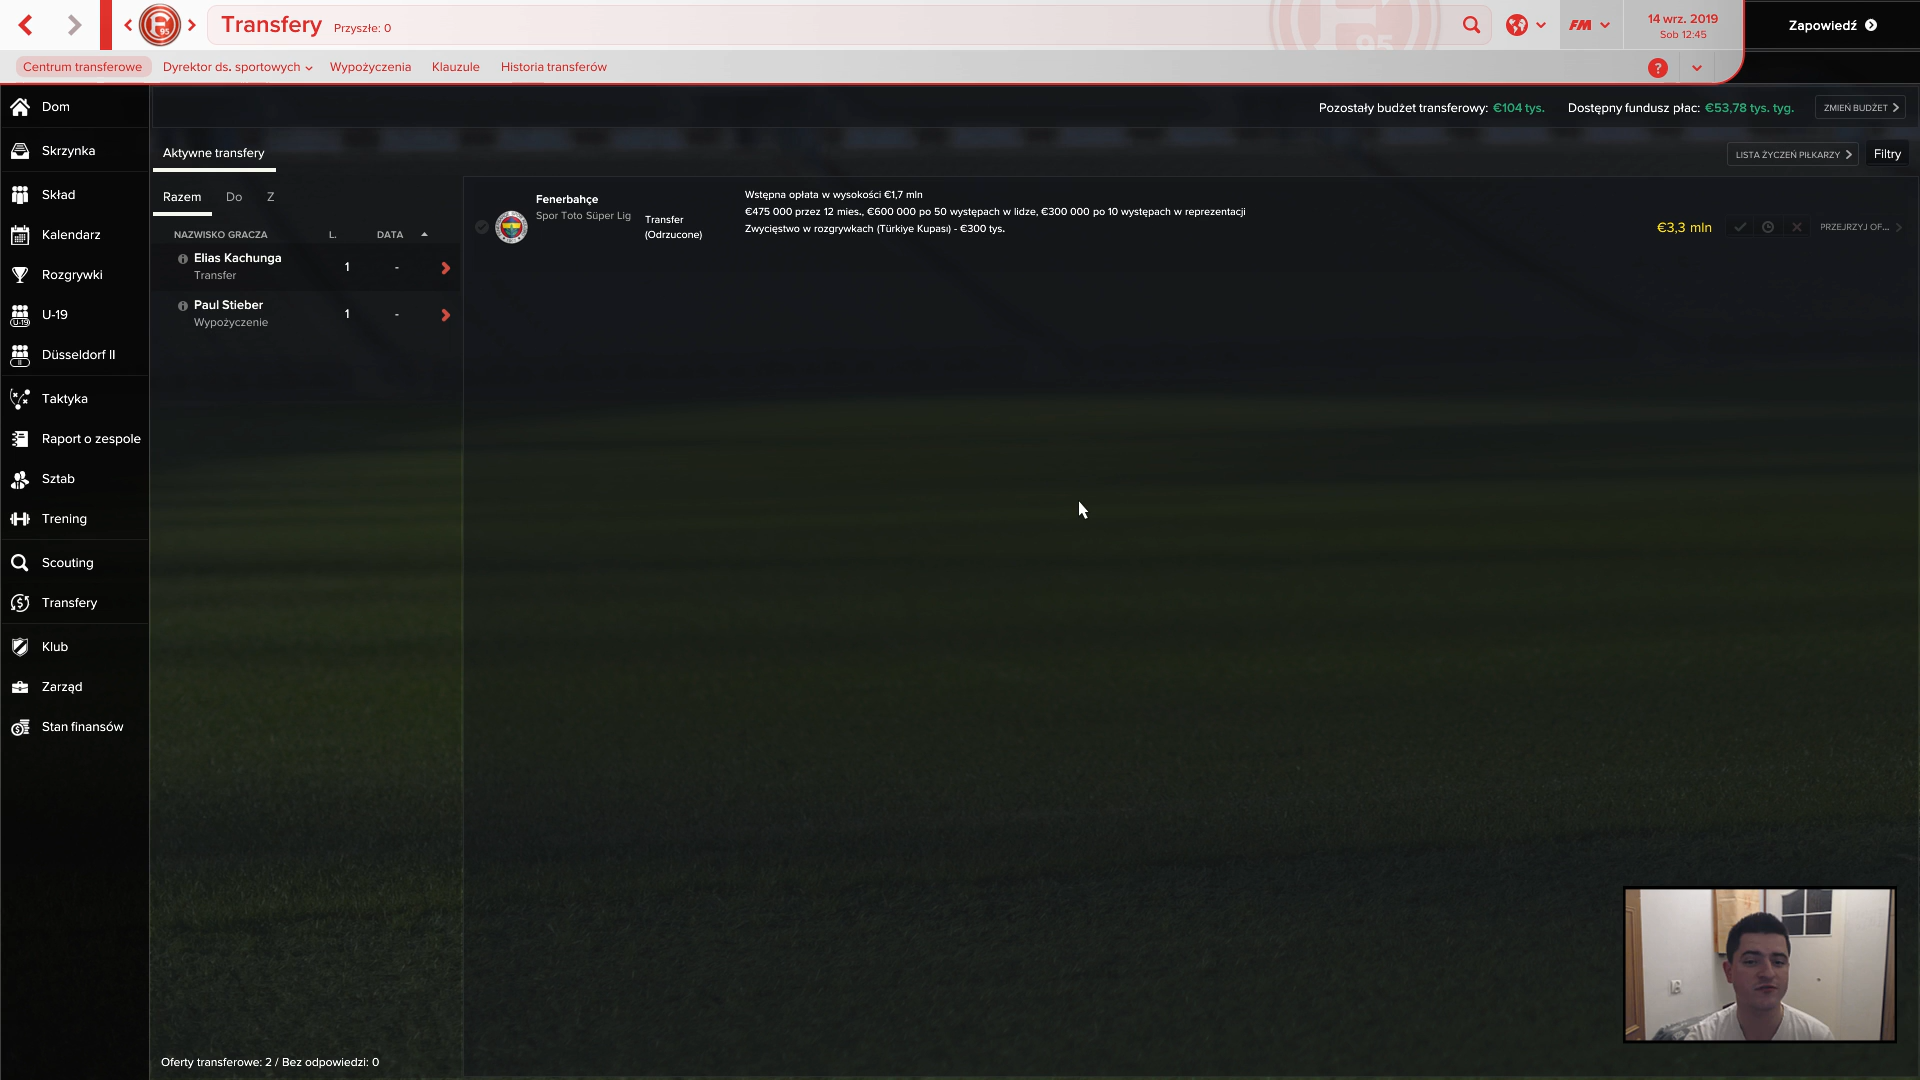 Transfery Przyszłe: 0
FM
14 wrz. 2019
Sob 12:45
Zapowiedź
Centrum transferowe Dyrektor ds. sportowych Wypożyczenia Klauzule Historia transferów
?
Dom
Pozostały budżet transferowy: €104 tys. Dostępny fundusz płac: €53,78 tys. tyg. ZMIEŃ BUDŻET
Skrzynka
Aktywne transfery
LISTA ŻYCZEŃ PIŁKARZY Filtry
Skład
Razem Do Z
NAZWISKO GRACZA L. DATA
Elias Kachunga 1 -
Transfer
Paul Stieber 1 -
Wypożyczenie
Fenerbahçe
Spor Toto Süper Lig
Transfer
(Odrzucone)
Wstępna opłata w wysokości €1,7 mln
€475 000 przez 12 mies., €600 000 po 50 występach w lidze, €300 000 po 10 występach w reprezentacji
Zwycięstwo w rozgrywkach (Türkiye Kupası) - €300 tys.
€3,3 mln
PRZEJRZYJ OF...
Kalendarz
Rozgrywki
U-19
Düsseldorf II
Taktyka
Raport o zespole
Sztab
Trening
Scouting
Transfery
Klub
Zarząd
Stan finansów
Oferty transferowe: 2 / Bez odpowiedzi: 0